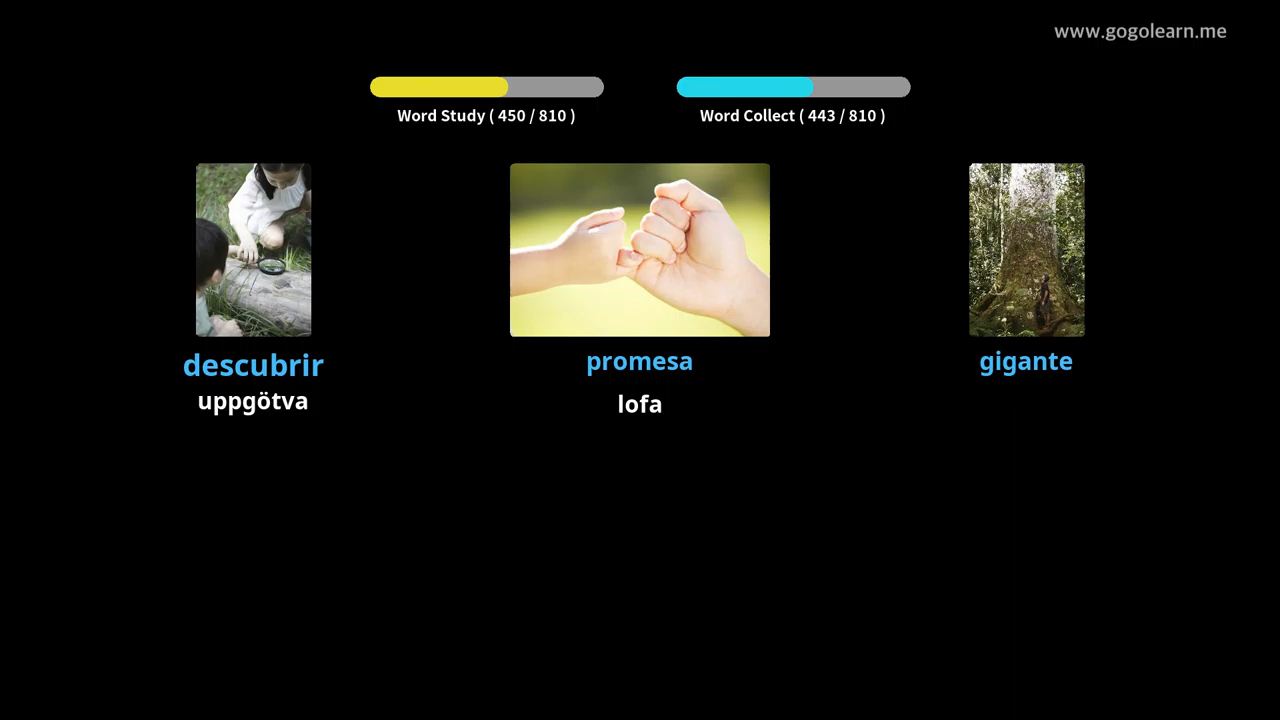 www.gogolearn.me
Word Study ( 450 / 810 )
Word Collect ( 443 / 810 )
descubrir
uppgötva
promesa
lofa
gigante